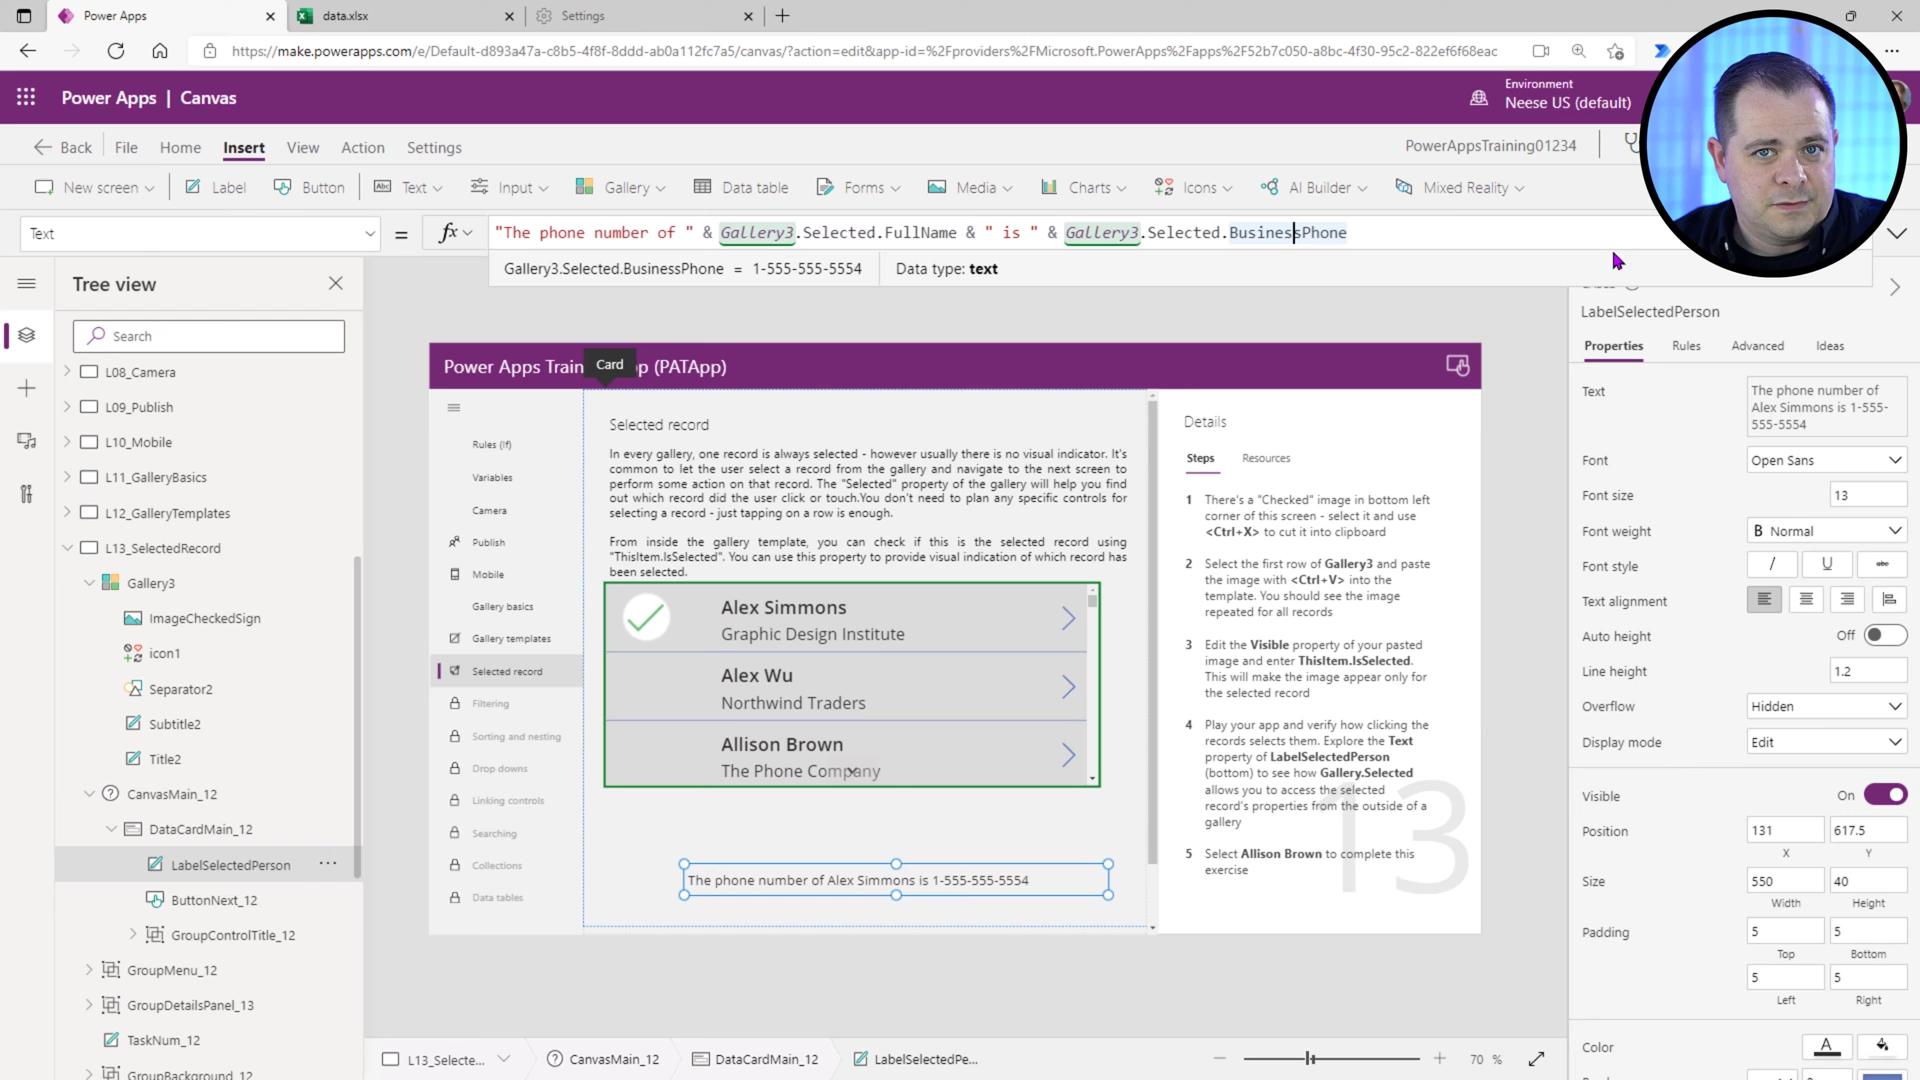 Power Apps
data.xlsx
Settings
https://make.powerapps.com/e/Default-d893a47a-c8b5-4f8f-8ddd-ab0a112fc7a5/canvas/?action=edit&app-id=%2Fproviders%2FMicrosoft.PowerApps%2Fapps%2F52b7c050-a8bc-4f30-95c2-822ef6f68eac
Power Apps | Canvas
Environment
Neese US (default)
Back File Home Insert View Action Settings
PowerAppsTraining01234
New screen Label Button Text Input Gallery Data table Forms Media Charts Icons AI Builder Mixed Reality
Text = fx "The phone number of " & Gallery3.Selected.FullName & " is " & Gallery3.Selected.BusinessPhone
Gallery3.Selected.BusinessPhone = 1-555-555-5554 Data type: text
Tree view
Search
L08_Camera
L09_Publish
L10_Mobile
L11_GalleryBasics
L12_GalleryTemplates
L13_SelectedRecord
Gallery3
ImageCheckedSign
icon1
Separator2
Subtitle2
Title2
CanvasMain_12
DataCardMain_12
LabelSelectedPerson
ButtonNext_12
GroupControlTitle_12
GroupMenu_12
GroupDetailsPanel_13
TaskNum_12
GroupBackground_12
Power Apps Train
Card
p (PATApp)
Rules (If)
Variables
Camera
Publish
Mobile
Gallery basics
Gallery templates
Selected record
Filtering
Sorting and nesting
Drop downs
Linking controls
Searching
Collections
Data tables
Selected record
In every gallery, one record is always selected - however usually there is no visual indicator. It's
common to let the user select a record from the gallery and navigate to the next screen to
perform some action on that record. The "Selected" property of the gallery will help you find
out which record did the user click or touch.You don't need to plan any specific controls for
selecting a record - just tapping on a row is enough.
From inside the gallery template, you can check if this is the selected record using
"ThisItem.IsSelected". You can use this property to provide visual indication of which record has
been selected.
Alex Simmons
Graphic Design Institute
Alex Wu
Northwind Traders
Allison Brown
The Phone Company
The phone number of Alex Simmons is 1-555-555-5554
Details
Steps Resources
1 There's a "Checked" image in bottom left
corner of this screen - select it and use
<Ctrl+X> to cut it into clipboard
2 Select the first row of Gallery3 and paste
the image with <Ctrl+V> into the
template. You should see the image
repeated for all records
3 Edit the Visible property of your pasted
image and enter ThisItem.IsSelected.
This will make the image appear only for
the selected record
4 Play your app and verify how clicking the
records selects them. Explore the Text
property of LabelSelectedPerson
(bottom) to see how Gallery.Selected
allows you to access the selected
record's properties from the outside of a
gallery
5 Select Allison Brown to complete this
exercise
13
LabelSelectedPerson
Properties Rules Advanced Ideas
Text The phone number of
Alex Simmons is 1-555-
555-5554
Font Open Sans
Font size 13
Font weight B Normal
Font style / U abc
Text alignment
Auto height Off
Line height 1.2
Overflow Hidden
Display mode Edit
Visible On
Position 131 617.5
X Y
Size 550 40
Width Height
Padding 5 5
Top Bottom
5 5
Left Right
Color A
L13_Selecte... CanvasMain_12 DataCardMain_12 LabelSelectedPe...
70 %